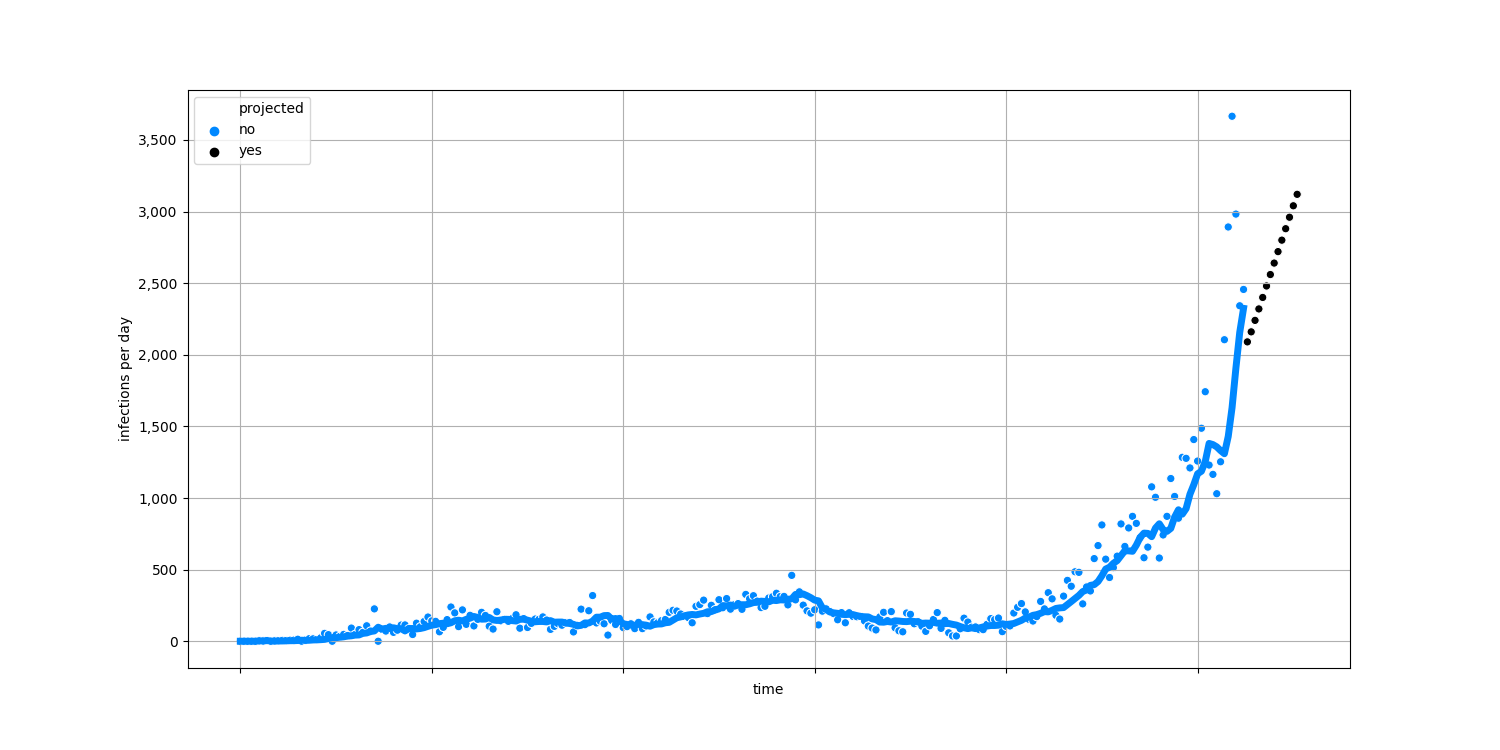 projected
no
yes
3,500
3,000
2,500
2,000
1,500
1,000
500
0
infections per day
time